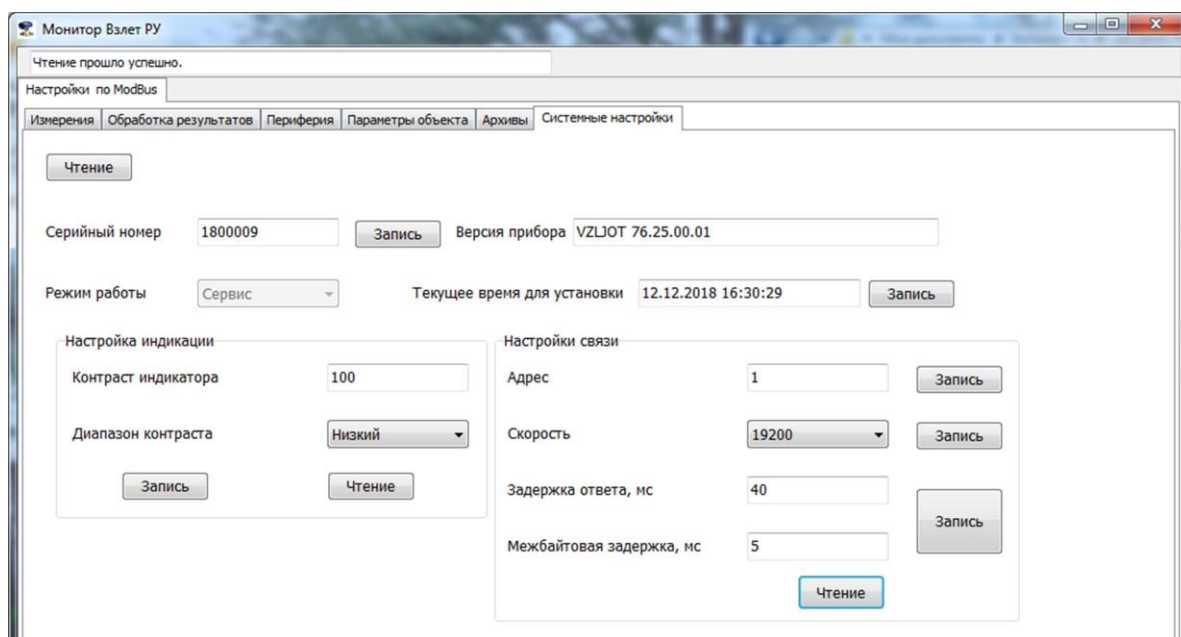 Монитор Взлет РУ
Чтение прошло успешно.
Настройки по ModBus
Измерения Обработка результатов Периферия Параметры объекта Архивы Системные настройки
Чтение
Серийный номер 1800009 Запись Версия прибора VZLJOT 76.25.00.01
Режим работы Сервис Текущее время для установки 12.12.2018 16:30:29 Запись
Настройка индикации Настройки связи
Контраст индикатора 100 Адрес 1 Запись
Диапазон контраста Низкий Скорость 19200 Запись
Запись Чтение Задержка ответа, мс 40
Запись
Межбайтовая задержка, мс 5
Чтение